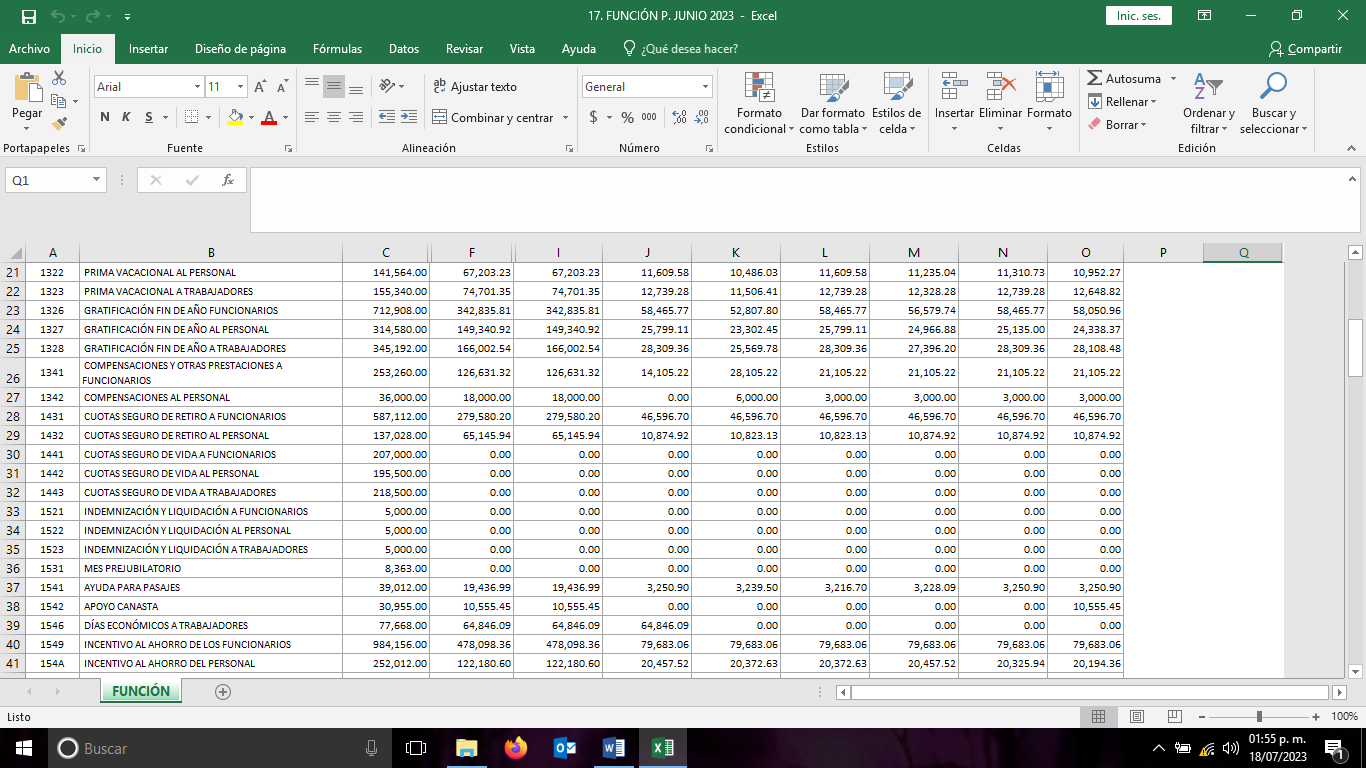 17. FUNCIÓN P. JUNIO 2023 - Excel
Inic. ses.
Archivo Inicio Insertar Diseño de página Fórmulas Datos Revisar Vista Ayuda ¿Qué desea hacer? Compartir
Pegar
Arial 11
N K S
Ajustar texto
Combinar y centrar
General
$ % 000
Formato condicional
Dar formato como tabla
Estilos de celda
Insertar Eliminar Formato
Autosuma
Rellenar
Borrar
Ordenar y filtrar
Buscar y seleccionar
Portapapeles Fuente Alineación Número Estilos Celdas Edición
Q1 fx
A B C F I J K L M N O P Q
21 1322 PRIMA VACACIONAL AL PERSONAL 141,564.00 67,203.23 67,203.23 11,609.58 10,486.03 11,609.58 11,235.04 11,310.73 10,952.27
22 1323 PRIMA VACACIONAL A TRABAJADORES 155,340.00 74,701.35 74,701.35 12,739.28 11,506.41 12,739.28 12,328.28 12,739.28 12,648.82
23 1326 GRATIFICACIÓN FIN DE AÑO FUNCIONARIOS 712,908.00 342,835.81 342,835.81 58,465.77 52,807.80 58,465.77 56,579.74 58,465.77 58,050.96
24 1327 GRATIFICACIÓN FIN DE AÑO AL PERSONAL 314,580.00 149,340.92 149,340.92 25,799.11 23,302.45 25,799.11 24,966.88 25,135.00 24,338.37
25 1328 GRATIFICACIÓN FIN DE AÑO A TRABAJADORES 345,192.00 166,002.54 166,002.54 28,309.36 25,569.78 28,309.36 27,396.20 28,309.36 28,108.48
26 1341 COMPENSACIONES Y OTRAS PRESTACIONES A FUNCIONARIOS 253,260.00 126,631.32 126,631.32 14,105.22 28,105.22 21,105.22 21,105.22 21,105.22 21,105.22
27 1342 COMPENSACIONES AL PERSONAL 36,000.00 18,000.00 18,000.00 0.00 6,000.00 3,000.00 3,000.00 3,000.00 3,000.00
28 1431 CUOTAS SEGURO DE RETIRO A FUNCIONARIOS 587,112.00 279,580.20 279,580.20 46,596.70 46,596.70 46,596.70 46,596.70 46,596.70 46,596.70
29 1432 CUOTAS SEGURO DE RETIRO AL PERSONAL 137,028.00 65,145.94 65,145.94 10,874.92 10,823.13 10,823.13 10,874.92 10,874.92 10,874.92
30 1441 CUOTAS SEGURO DE VIDA A FUNCIONARIOS 207,000.00 0.00 0.00 0.00 0.00 0.00 0.00 0.00 0.00
31 1442 CUOTAS SEGURO DE VIDA AL PERSONAL 195,500.00 0.00 0.00 0.00 0.00 0.00 0.00 0.00 0.00
32 1443 CUOTAS SEGURO DE VIDA A TRABAJADORES 218,500.00 0.00 0.00 0.00 0.00 0.00 0.00 0.00 0.00
33 1521 INDEMNIZACIÓN Y LIQUIDACIÓN A FUNCIONARIOS 5,000.00 0.00 0.00 0.00 0.00 0.00 0.00 0.00 0.00
34 1522 INDEMNIZACIÓN Y LIQUIDACIÓN AL PERSONAL 5,000.00 0.00 0.00 0.00 0.00 0.00 0.00 0.00 0.00
35 1523 INDEMNIZACIÓN Y LIQUIDACIÓN A TRABAJADORES 5,000.00 0.00 0.00 0.00 0.00 0.00 0.00 0.00 0.00
36 1531 MES PREJUBILATORIO 8,363.00 0.00 0.00 0.00 0.00 0.00 0.00 0.00 0.00
37 1541 AYUDA PARA PASAJES 39,012.00 19,436.99 19,436.99 3,250.90 3,239.50 3,216.70 3,228.09 3,250.90 3,250.90
38 1542 APOYO CANASTA 30,955.00 10,555.45 10,555.45 0.00 0.00 0.00 0.00 0.00 10,555.45
39 1546 DÍAS ECONÓMICOS A TRABAJADORES 77,668.00 64,846.09 64,846.09 64,846.09 0.00 0.00 0.00 0.00 0.00
40 1549 INCENTIVO AL AHORRO DE LOS FUNCIONARIOS 984,156.00 478,098.36 478,098.36 79,683.06 79,683.06 79,683.06 79,683.06 79,683.06 79,683.06
41 154A INCENTIVO AL AHORRO DEL PERSONAL 252,012.00 122,180.60 122,180.60 20,457.52 20,372.63 20,372.63 20,457.52 20,325.94 20,194.36
FUNCIÓN
Listo 100%
Buscar
01:55 p. m.
18/07/2023
1